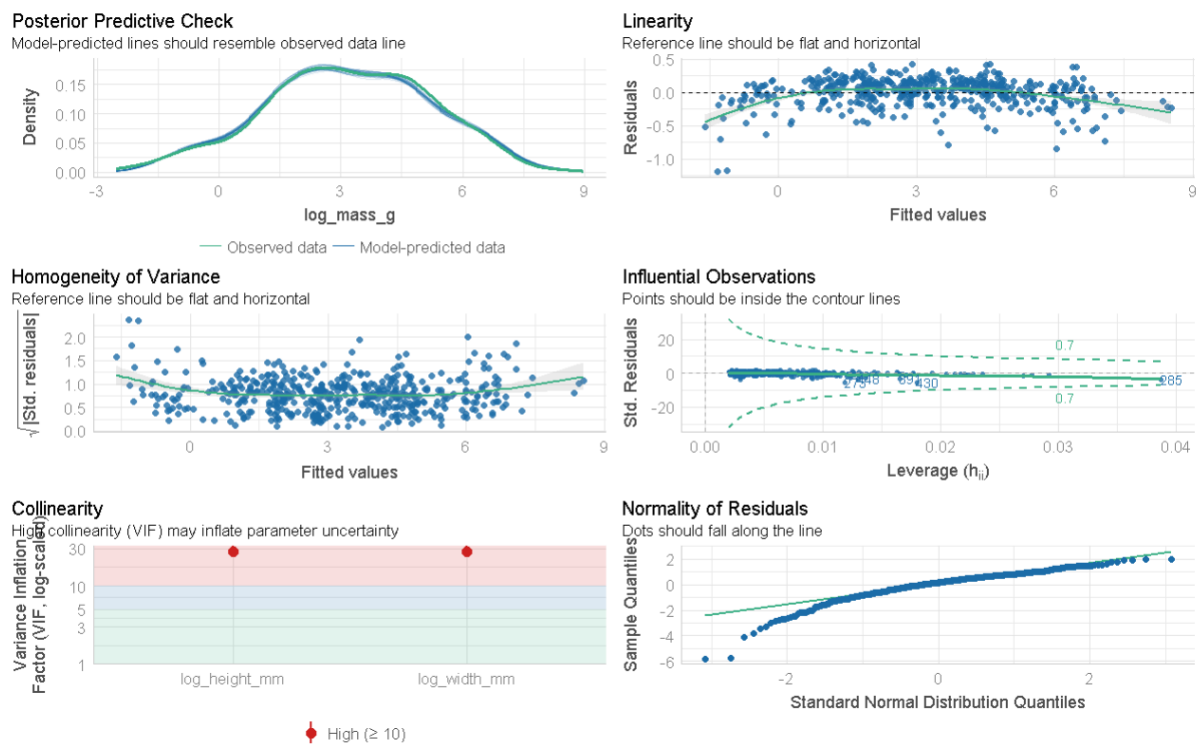 Posterior Predictive Check
Model-predicted lines should resemble observed data line
Density
0.15
0.10
0.05
0.00
-3
0
3
6
9
log_mass_g
Observed data
Model-predicted data
Linearity
Reference line should be flat and horizontal
Residuals
0.5
0.0
-0.5
-1.0
0
3
6
9
Fitted values
Homogeneity of Variance
Reference line should be flat and horizontal
√|Std. residuals|
2.0
1.5
1.0
0.5
0.0
0
3
6
9
Fitted values
Influential Observations
Points should be inside the contour lines
Std. Residuals
20
0
-20
0.7
0.7
430
285
0.00
0.01
0.02
0.03
0.04
Leverage (hii)
Collinearity
High collinearity (VIF) may inflate parameter uncertainty
Variance Inflation
Factor (VIF, log-scaled)
30
10
5
3
1
log_height_mm
log_width_mm
High (≥ 10)
Normality of Residuals
Dots should fall along the line
Sample Quantiles
2
0
-2
-4
-6
-2
0
2
Standard Normal Distribution Quantiles